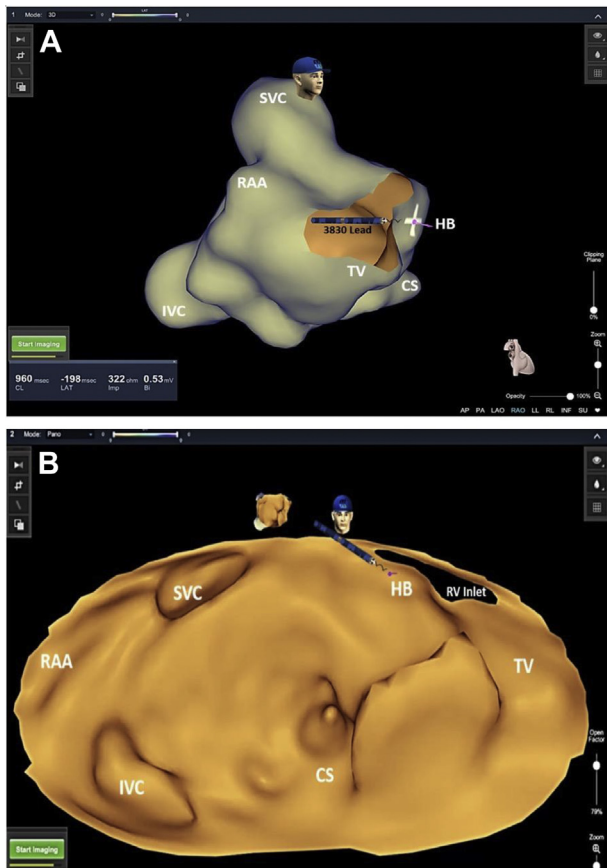 1 Mode: 3D LAT
A
SVC
RAA
3830 Lead
HB
TV
CS
IVC
Clipping
Plane
0%
Start Imaging
Zoom
960 msec -198 msec 322 ohm 0.53 mV
CL LAT Imp Bi
Opacity 100%
AP PA LAO RAO LL RL INF SU
2 Mode: Pano
B
SVC
HB
RV Inlet
RAA
TV
CS
IVC
Open
Factor
79%
Start Imaging
Zoom